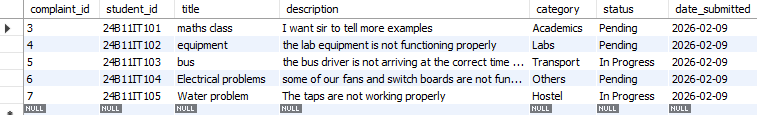 complaint_id student_id title description category status date_submitted
3 24B11IT101 maths class I want sir to tell more examples Academics Pending 2026-02-09
4 24B11IT102 equipment the lab equipment is not functioning properly Labs Pending 2026-02-09
5 24B11IT103 bus the bus driver is not arriving at the correct time ... Transport In Progress 2026-02-09
6 24B11IT104 Electrical problems some of our fans and switch boards are not fun... Others Pending 2026-02-09
7 24B11IT105 Water problem The taps are not working properly Hostel In Progress 2026-02-09
NULL NULL NULL NULL NULL NULL NULL